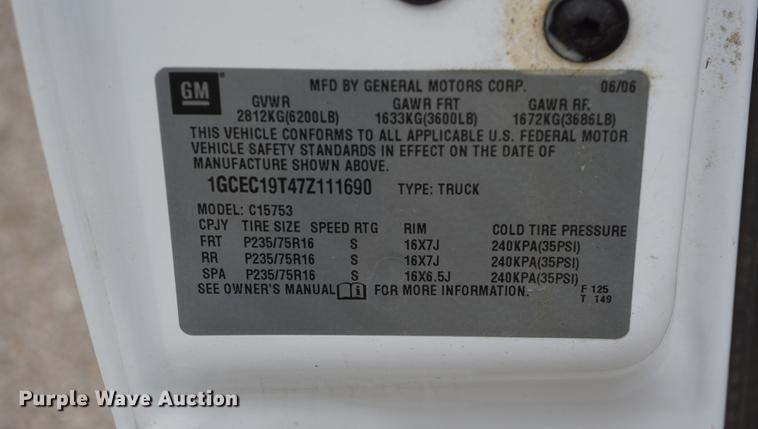 GM
MFD BY GENERAL MOTORS CORP. 06/06
GVWR GAWR FRT GAWR RR
2812KG(6200LB) 1633KG(3600LB) 1672KG(3686LB)
THIS VEHICLE CONFORMS TO ALL APPLICABLE U.S. FEDERAL MOTOR
VEHICLE SAFETY STANDARDS IN EFFECT ON THE DATE OF
MANUFACTURE SHOWN ABOVE.
1GCEC19T47Z111690 TYPE: TRUCK
MODEL: C15753
CPJY TIRE SIZE SPEED RTG RIM COLD TIRE PRESSURE
FRT P235/75R16 S 16X7J 240KPA(35PSI)
RR P235/75R16 S 16X7J 240KPA(35PSI)
SPA P235/75R16 S 16X6.5J 240KPA(35PSI)
SEE OWNER'S MANUAL FOR MORE INFORMATION. F 125
T 149
Purple Wave Auction